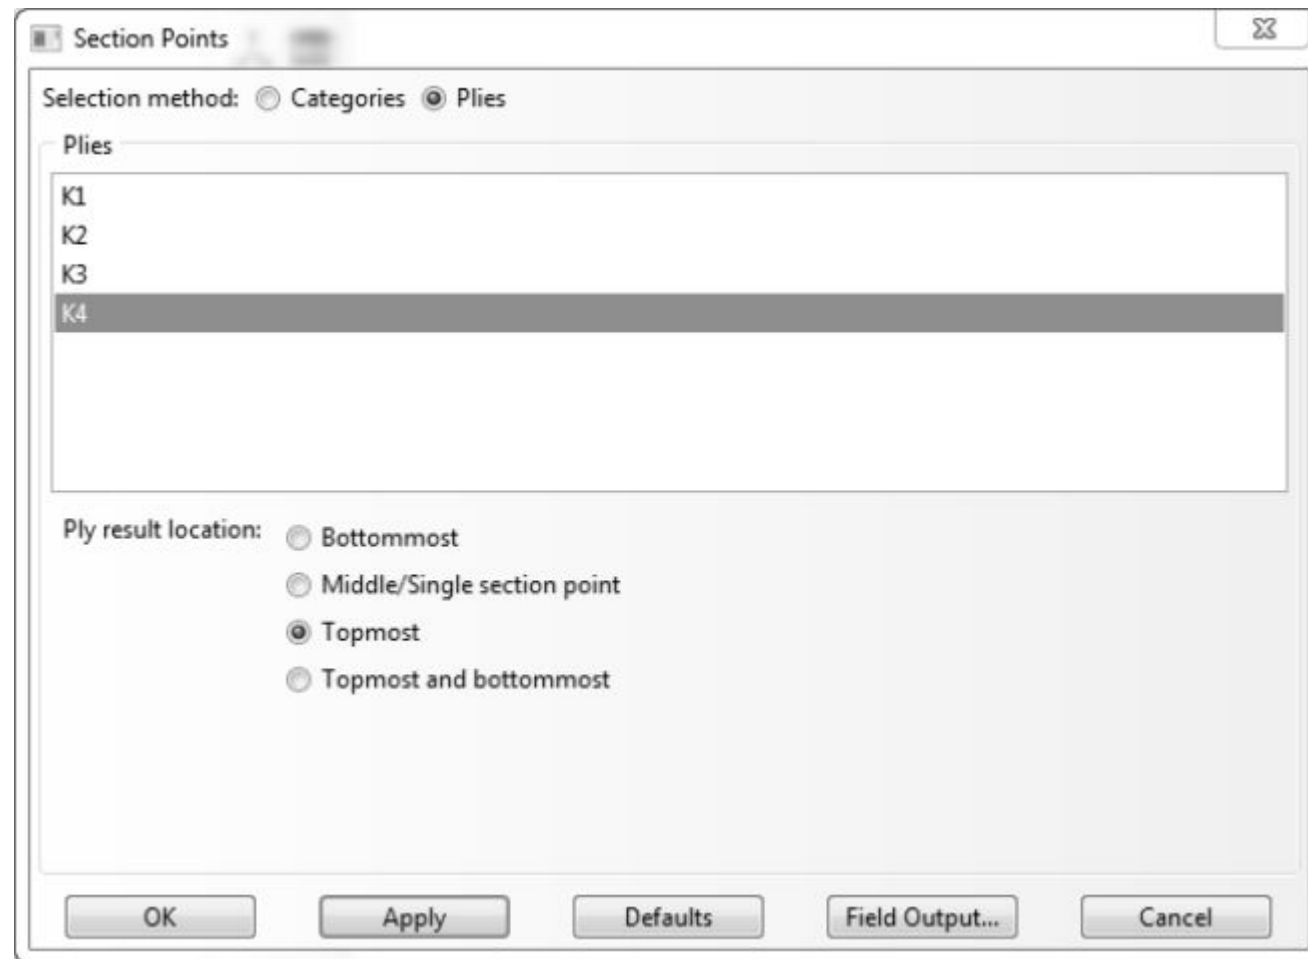 Section Points
Selection method: Categories Plies
Plies
K1
K2
K3
K4
Ply result location: Bottommost
Middle/Single section point
Topmost
Topmost and bottommost
OK Apply Defaults Field Output... Cancel